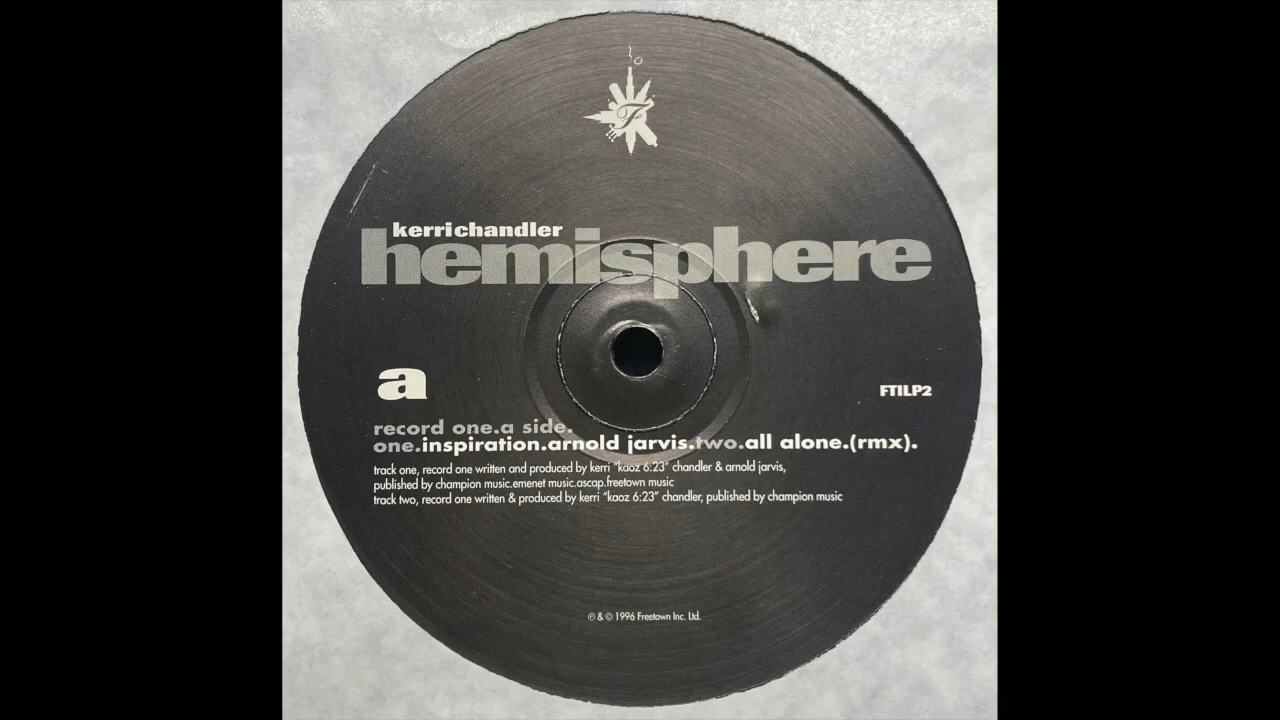 F
kerri chandler
hemisphere
a
FTILP2
record one.a side.
one.inspiration.arnold jarvis.two.all alone.(rmx).
track one, record one written and produced by kerri "kaoz 6:23" chandler & arnold jarvis,
published by champion music.emenet music.ascap.freetown music
track two, record one written & produced by kerri "kaoz 6:23" chandler, published by champion music
℗ & © 1996 Freetown Inc. Ltd.